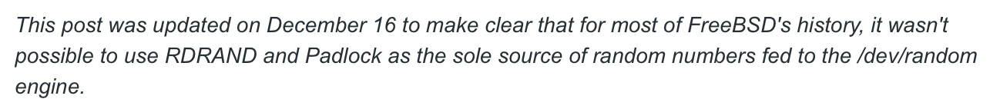 This post was updated on December 16 to make clear that for most of FreeBSD's history, it wasn't
possible to use RDRAND and Padlock as the sole source of random numbers fed to the /dev/random
engine.